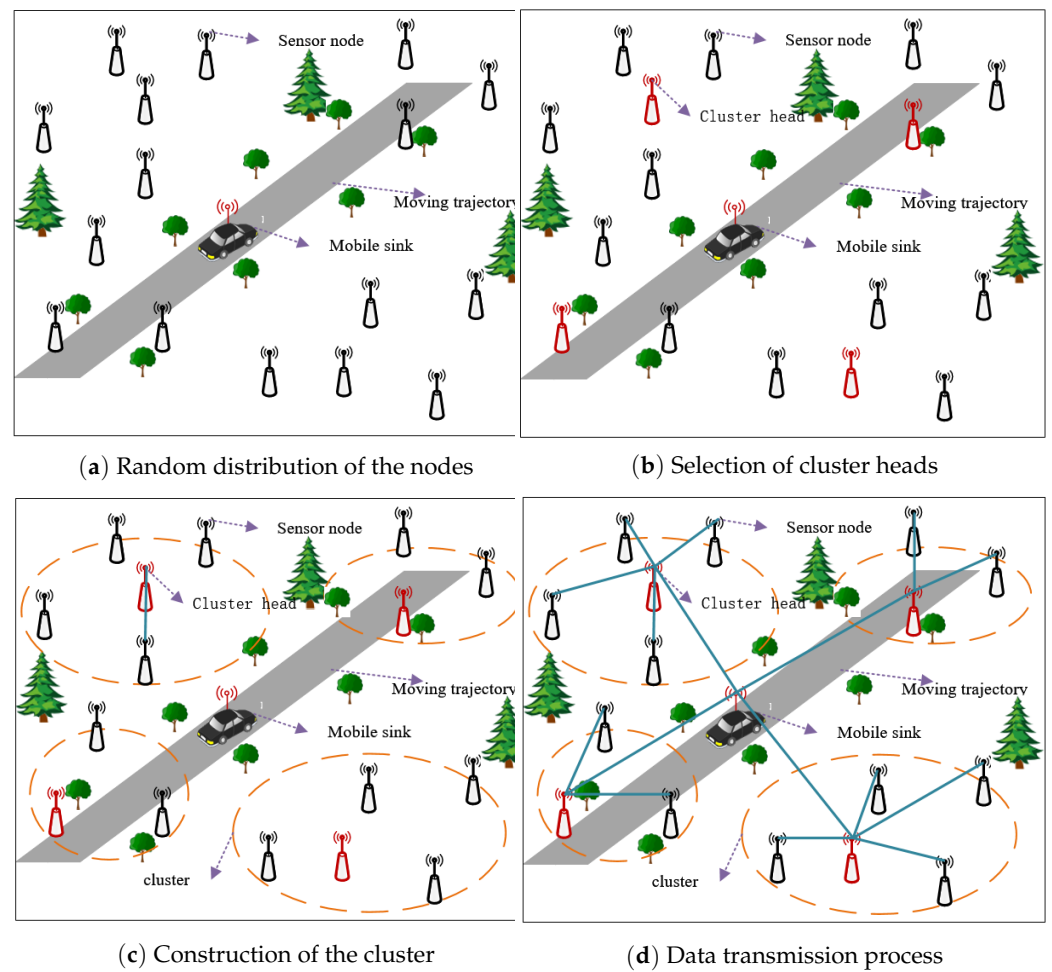 Sensor node
Moving trajectory
Mobile sink
(a) Random distribution of the nodes
Sensor node
Cluster head
Moving trajectory
Mobile sink
(b) Selection of cluster heads
Sensor node
Cluster head
Moving trajectory
Mobile sink
cluster
(c) Construction of the cluster
Sensor node
Cluster head
Moving trajectory
Mobile sink
cluster
(d) Data transmission process